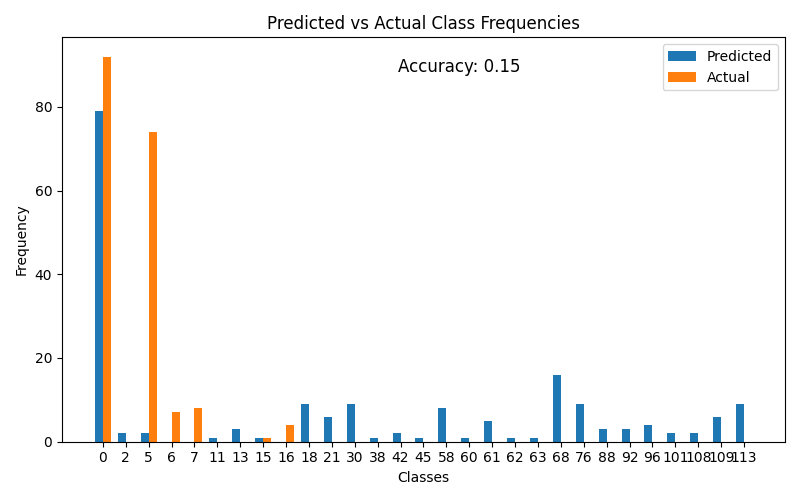 Predicted vs Actual Class Frequencies
Accuracy: 0.15
Predicted
Actual
Frequency
80
60
40
20
0
0 2 5 6 7 11 13 15 16 18 21 30 38 42 45 58 60 61 62 63 68 76 88 92 96 101 108 109 113
Classes